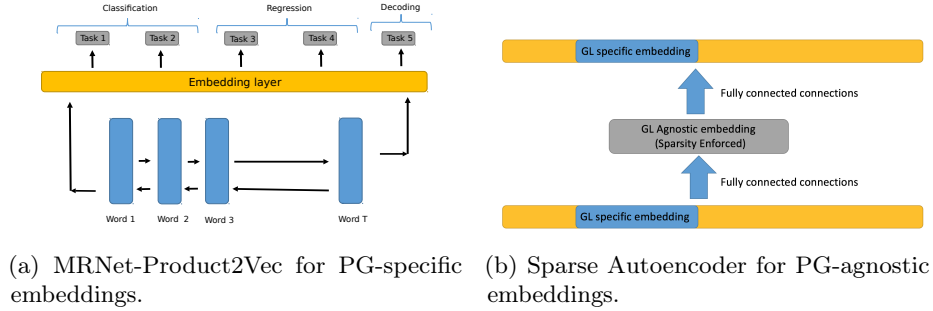 Classification
Regression
Decoding
Task 1
Task 2
Task 3
Task 4
Task 5
Embedding layer
Word 1
Word 2
Word 3
Word T
(a) MRNet-Product2Vec for PG-specific
embeddings.
GL specific embedding
Fully connected connections
GL Agnostic embedding
(Sparsity Enforced)
Fully connected connections
GL specific embedding
(b) Sparse Autoencoder for PG-agnostic
embeddings.